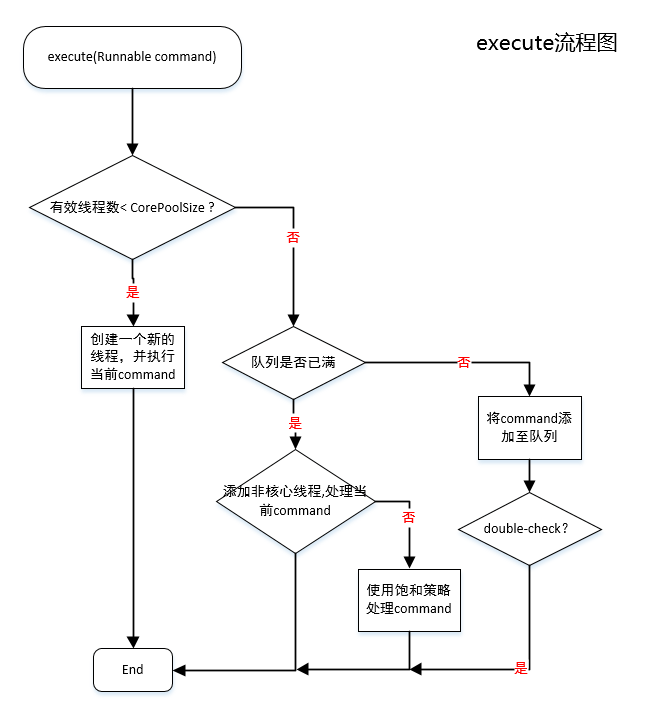 execute流程图
execute(Runnable command)
有效线程数< CorePoolSize ?
否
是
创建一个新的
线程，并执行
当前command
队列是否已满
否
是
将command添
加至队列
添加非核心线程,处理当
前command
否
double-check?
使用饱和策略
处理command
End
是